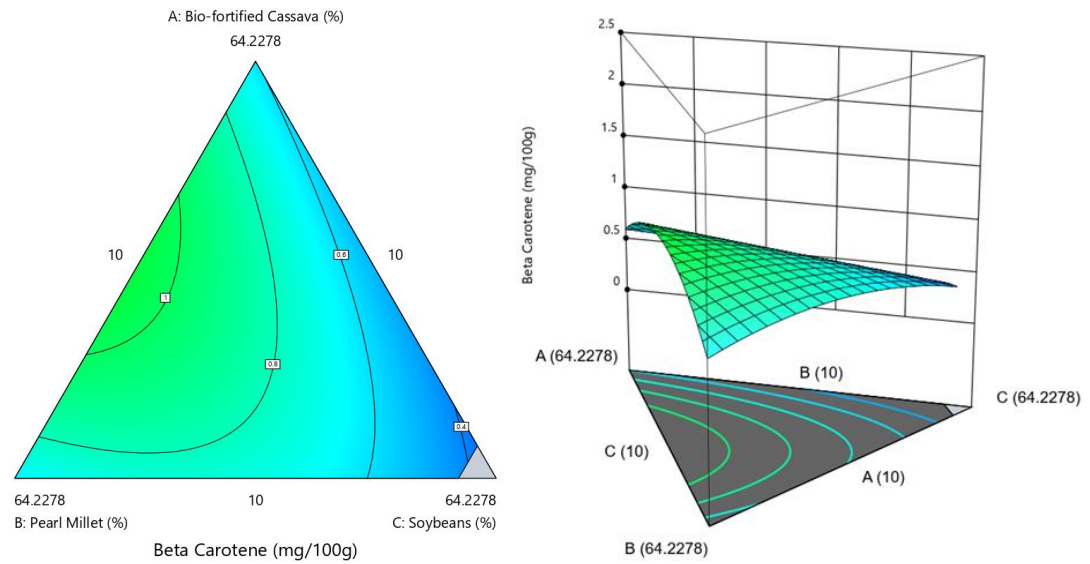 A: Bio-fortified Cassava (%)
64.2278
10
10
1
0.6
0.8
0.4
64.2278
10
64.2278
B: Pearl Millet (%)
C: Soybeans (%)
Beta Carotene (mg/100g)
2.5
2
1.5
1
0.5
0
Beta Carotene (mg/100g)
A (64.2278)
B (10)
C (64.2278)
C (10)
A (10)
B (64.2278)